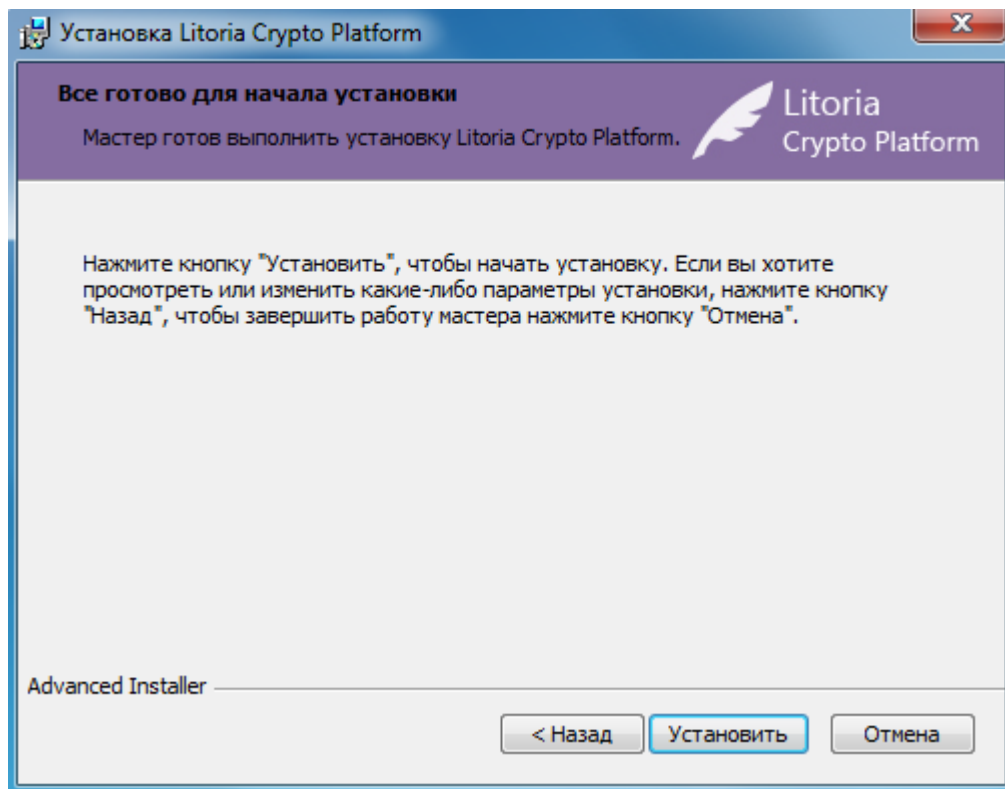 Установка Litoria Crypto Platform
Все готово для начала установки
Мастер готов выполнить установку Litoria Crypto Platform.
Litoria
Crypto Platform
Нажмите кнопку "Установить", чтобы начать установку. Если вы хотите
просмотреть или изменить какие-либо параметры установки, нажмите кнопку
"Назад", чтобы завершить работу мастера нажмите кнопку "Отмена".
Advanced Installer
< Назад
Установить
Отмена